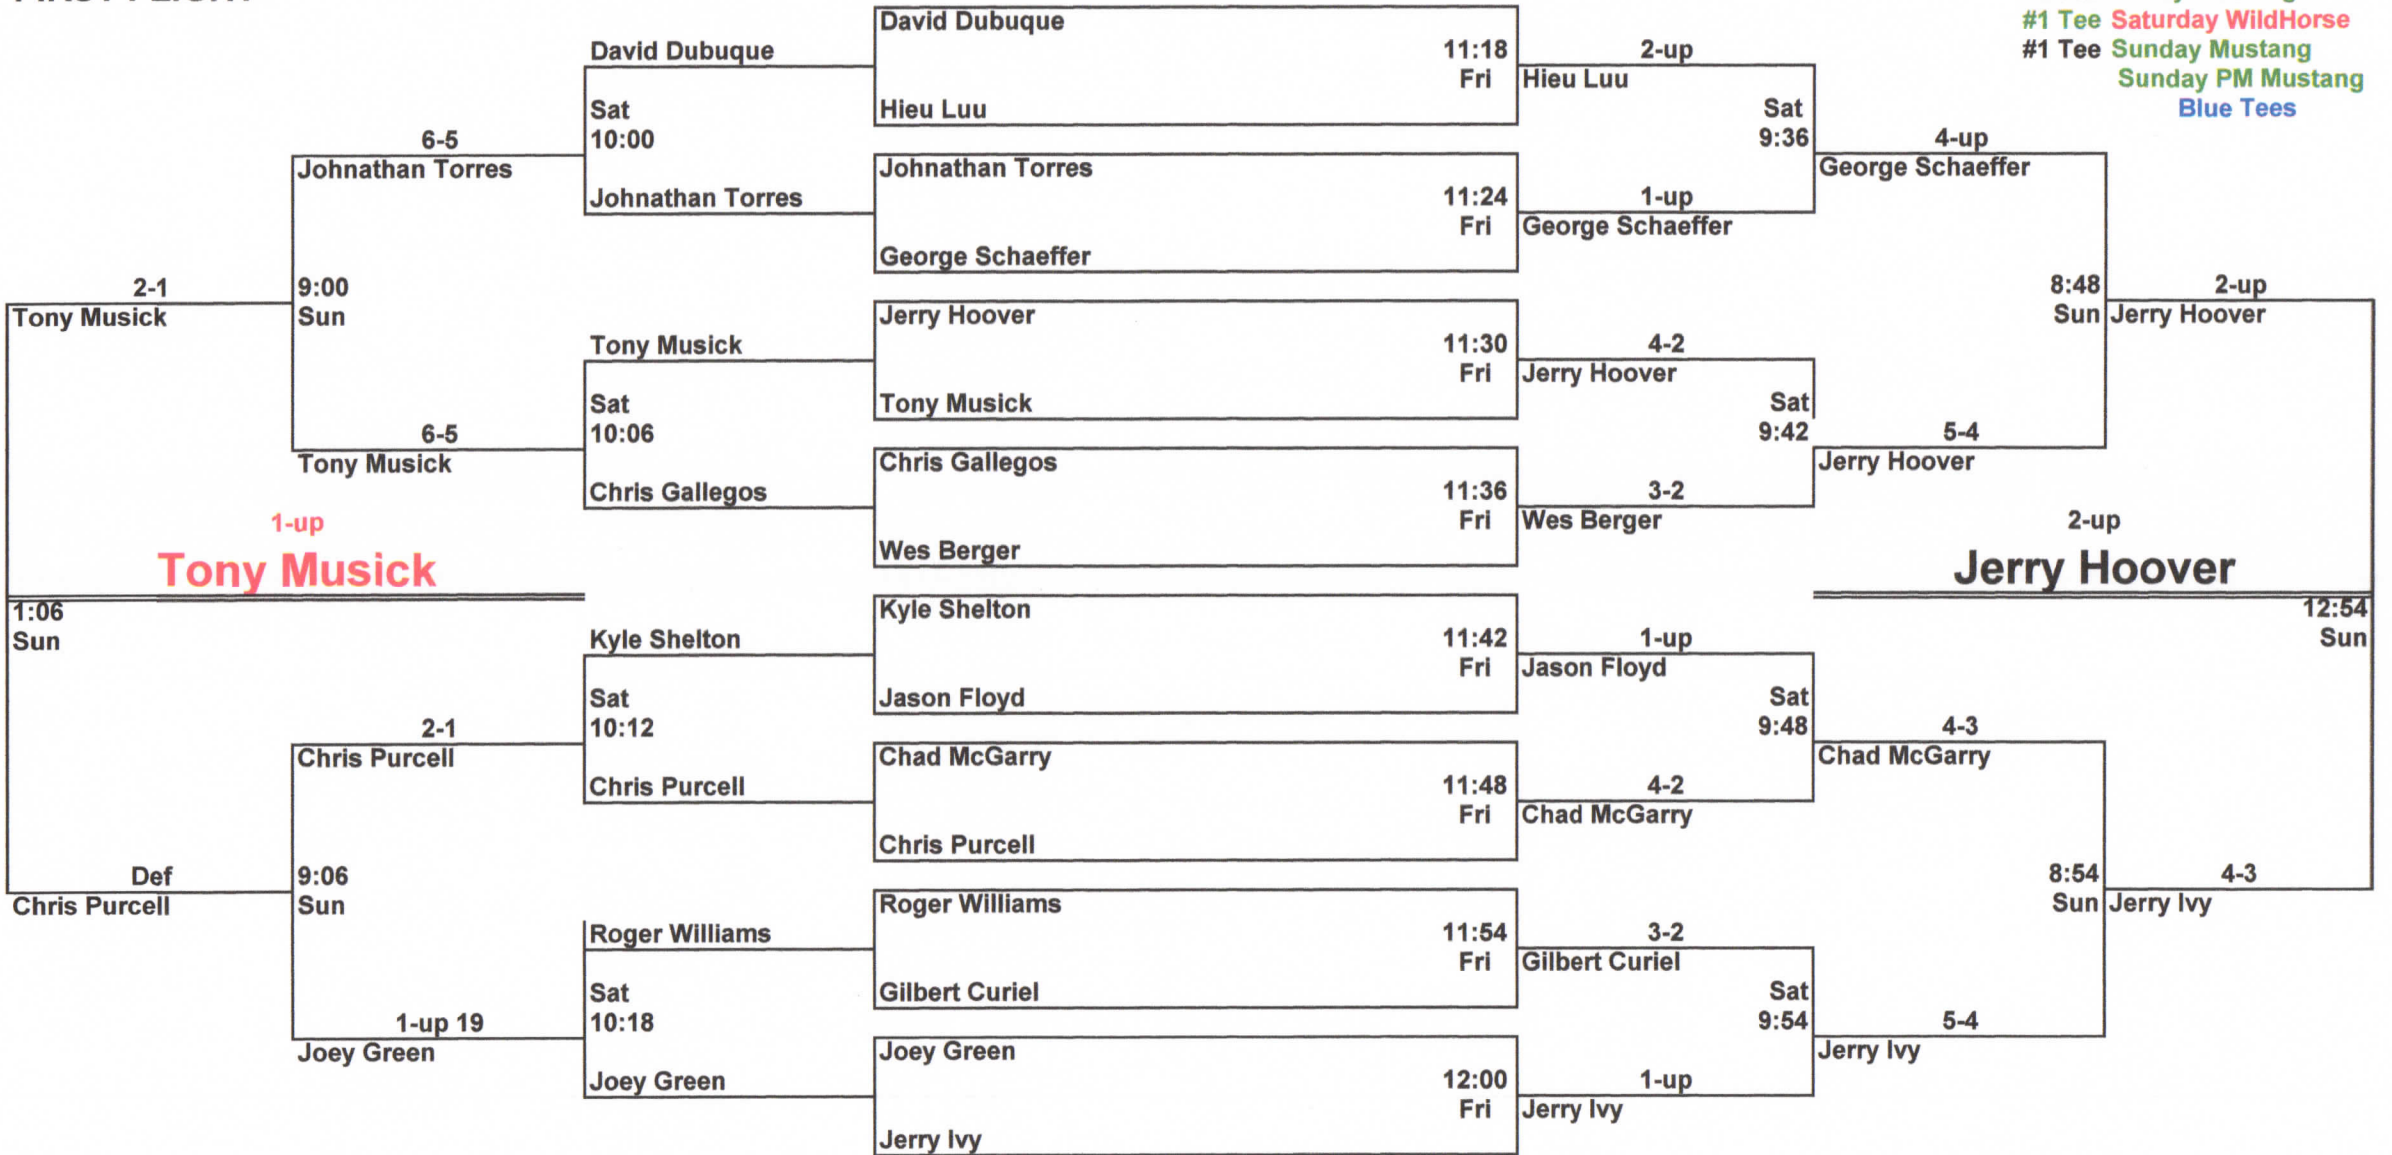 #1 Tee Saturday WildHorse
#1 Tee Sunday Mustang
Sunday PM Mustang
Blue Tees
2-1
Tony Musick
1:06
Sun
Def
Chris Purcell
1-up
Tony Musick
6-5
Johnathan Torres
9:00
Sun
6-5
Tony Musick
2-1
Chris Purcell
9:06
Sun
1-up 19
Joey Green
David Dubuque
Sat
10:00
Johnathan Torres
Tony Musick
Sat
10:06
Chris Gallegos
Kyle Shelton
Sat
10:12
Chris Purcell
Roger Williams
Sat
10:18
Joey Green
David Dubuque
11:18
Fri
Hieu Luu
Johnathan Torres
11:24
Fri
George Schaeffer
Jerry Hoover
11:30
Fri
Tony Musick
Chris Gallegos
11:36
Fri
Wes Berger
Kyle Shelton
11:42
Fri
Jason Floyd
Chad McGarry
11:48
Fri
Chris Purcell
Roger Williams
11:54
Fri
Gilbert Curiel
Joey Green
12:00
Fri
Jerry Ivy
2-up
Hieu Luu
Sat
9:36
1-up
George Schaeffer
4-2
Jerry Hoover
Sat
9:42
3-2
Wes Berger
1-up
Jason Floyd
Sat
9:48
4-2
Chad McGarry
3-2
Gilbert Curiel
Sat
9:54
1-up
Jerry Ivy
4-up
George Schaeffer
8:48
Sun
5-4
Jerry Hoover
4-3
Chad McGarry
8:54
Sun
5-4
Jerry Ivy
2-up
Jerry Hoover
2-up
Jerry Hoover
12:54
Sun
4-3
Jerry Ivy